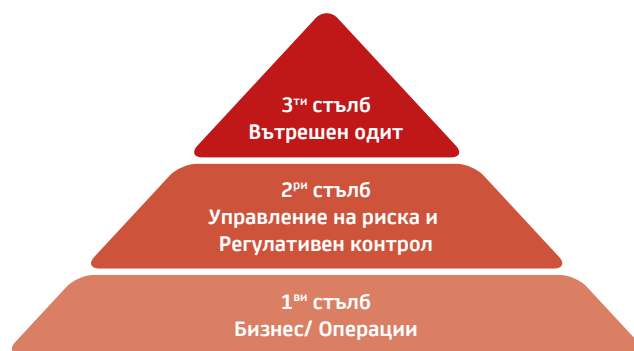 3ти стълб
Вътрешен одит
2ри стълб
Управление на риска и
Регулативен контрол
1ви стълб
Бизнес/ Операции